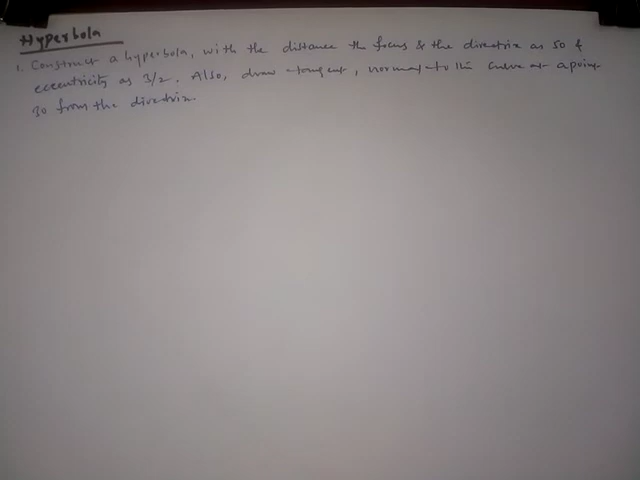 Hyperbola
1. Construct a hyperbola, with the distance the focus & the directrix as 50 &
eccentricity as 3/2. Also, draw tangent, normal to the curve at a point
30 from the directrix.